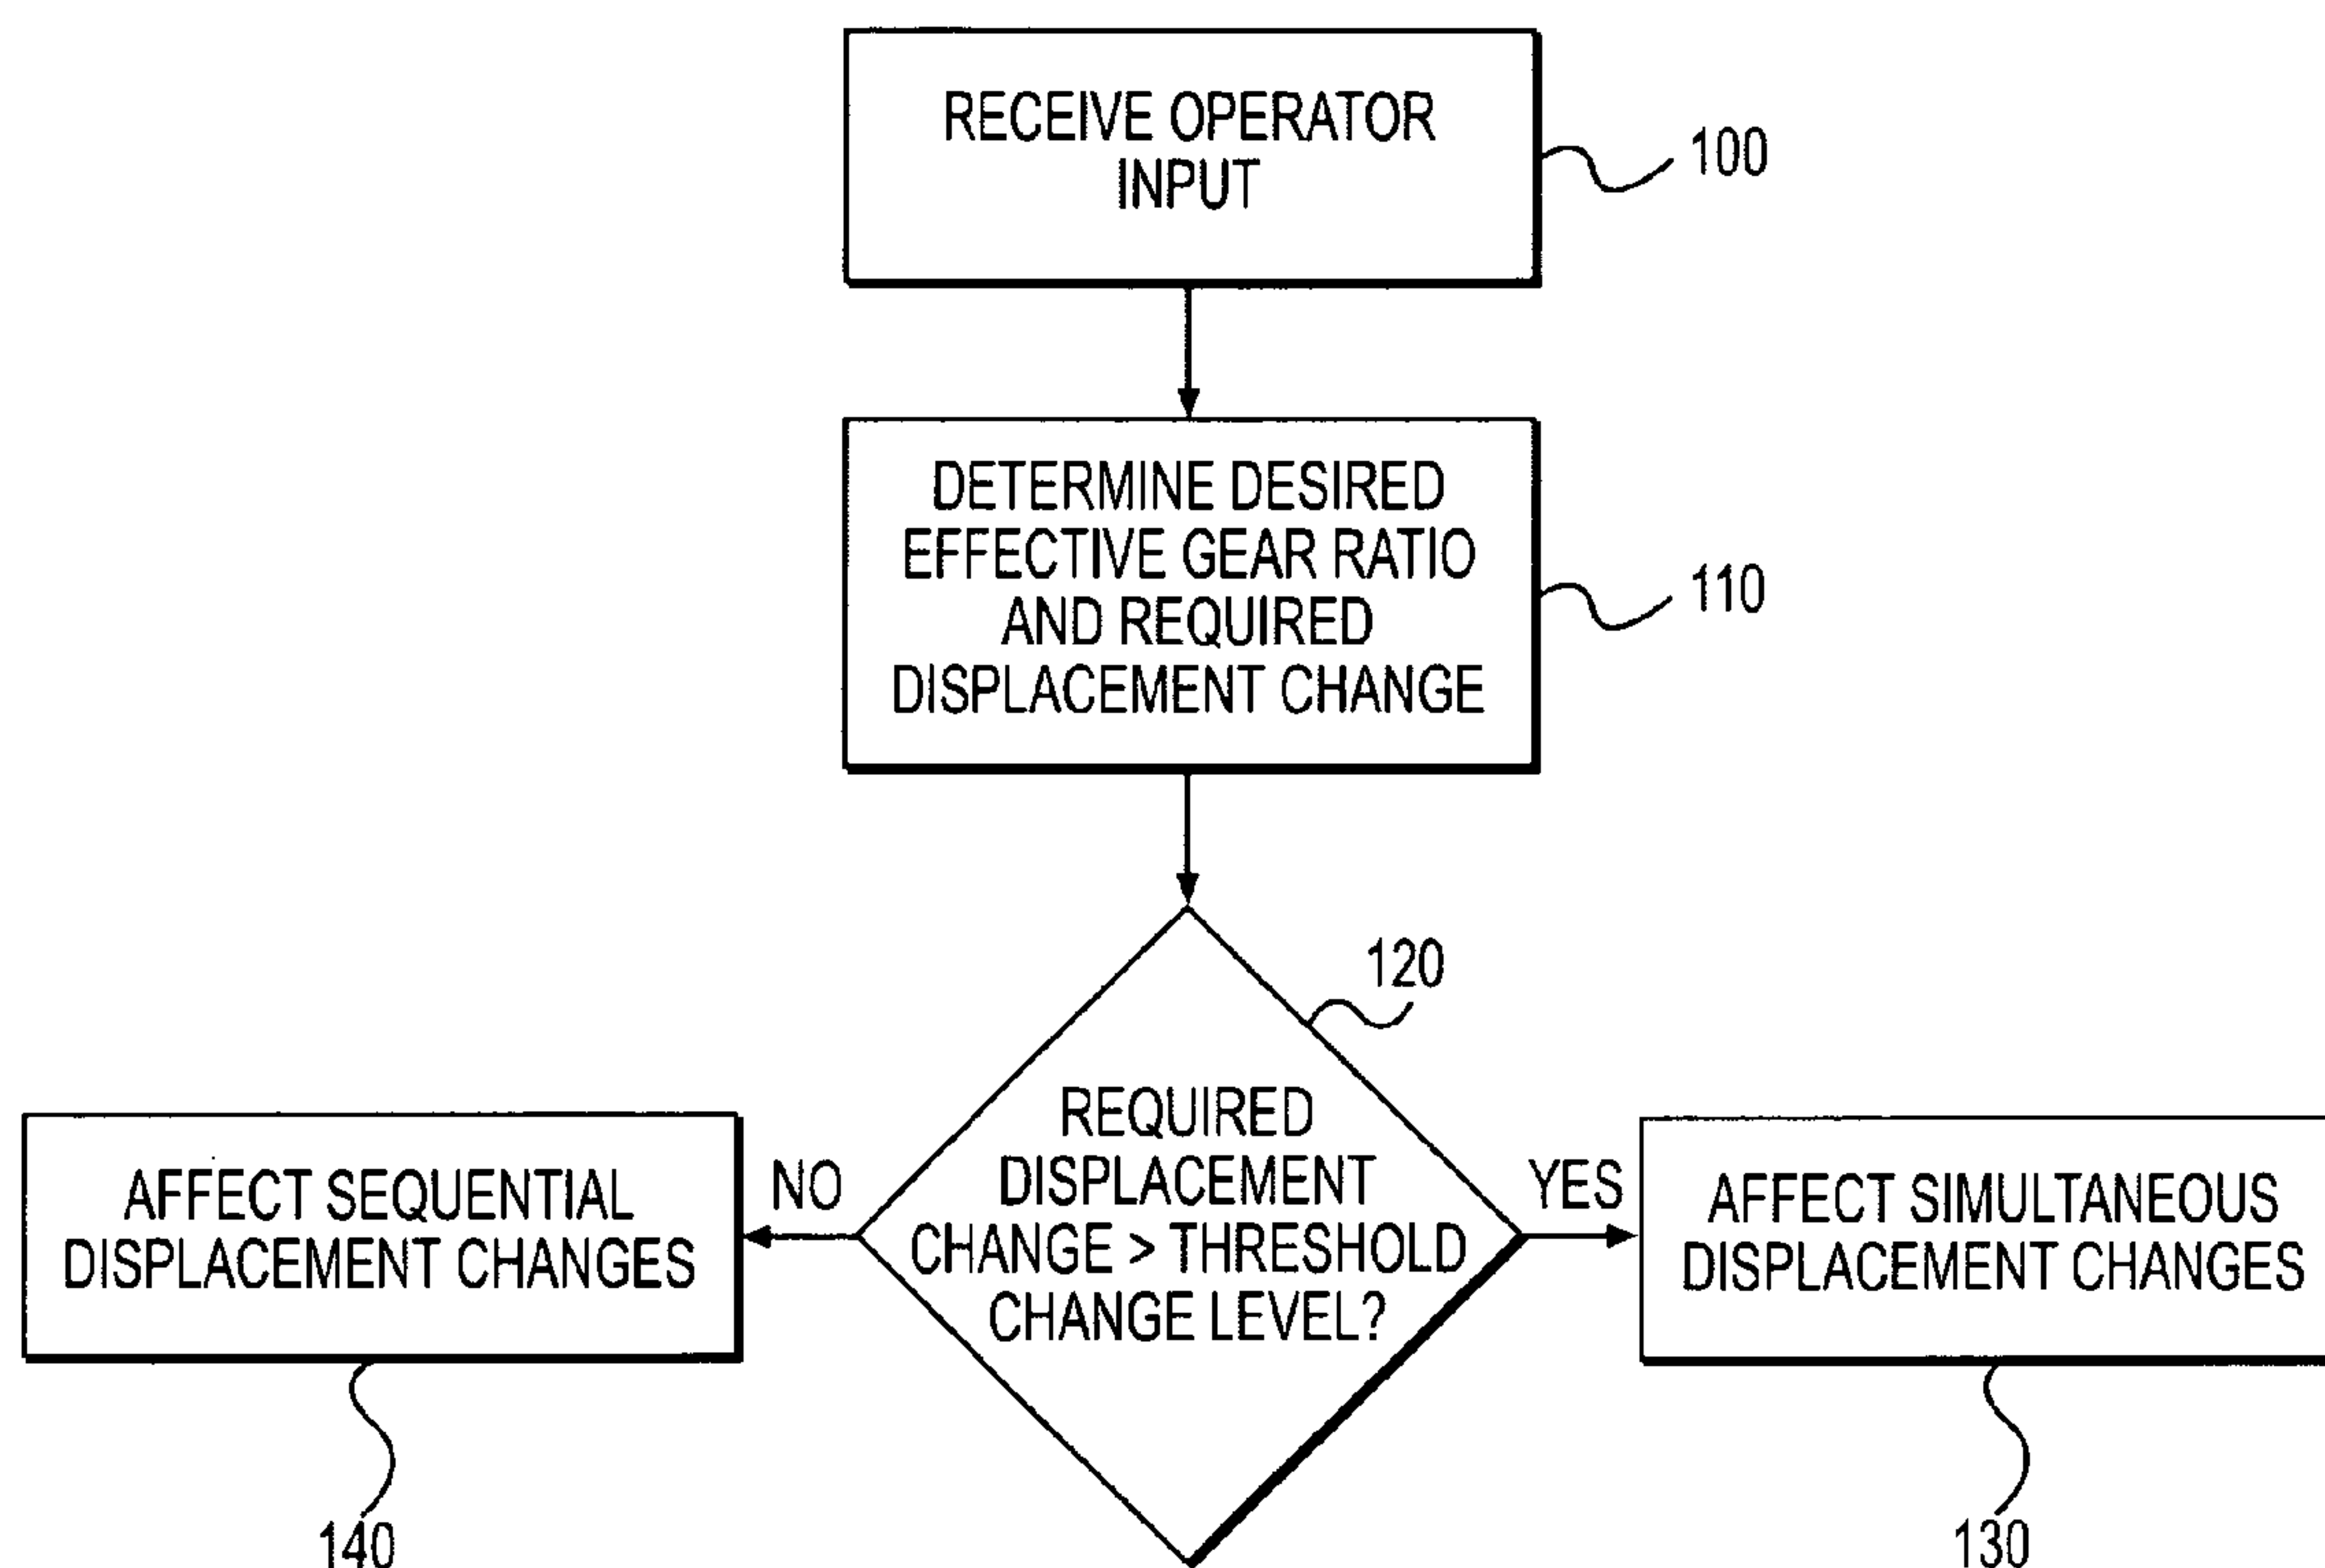 RECEIVE OPERATOR
INPUT
100
DETERMINE DESIRED
EFFECTIVE GEAR RATIO
AND REQUIRED
DISPLACEMENT CHANGE
110
120
REQUIRED
DISPLACEMENT
CHANGE > THRESHOLD
CHANGE LEVEL?
NO
YES
AFFECT SEQUENTIAL
DISPLACEMENT CHANGES
140
AFFECT SIMULTANEOUS
DISPLACEMENT CHANGES
130